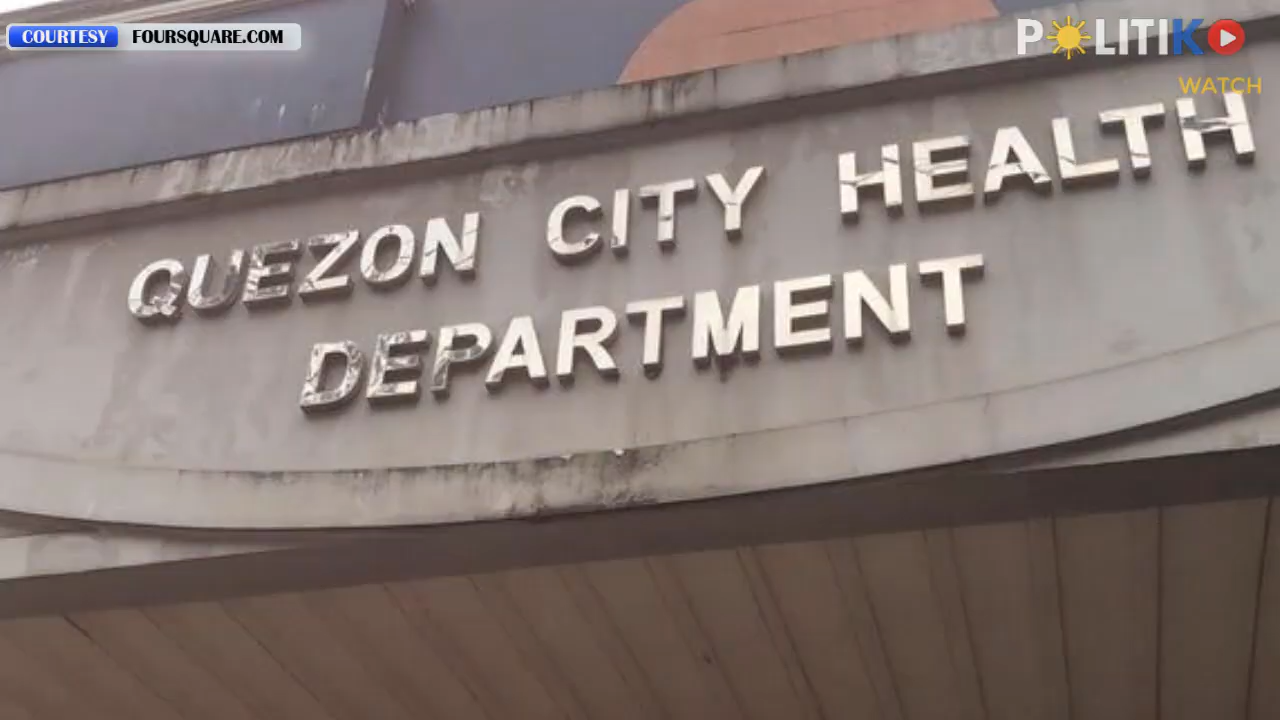 COURTESY FOURSQUARE.COM
POLITIKO
WATCH
QUEZON CITY HEALTH
DEPARTMENT